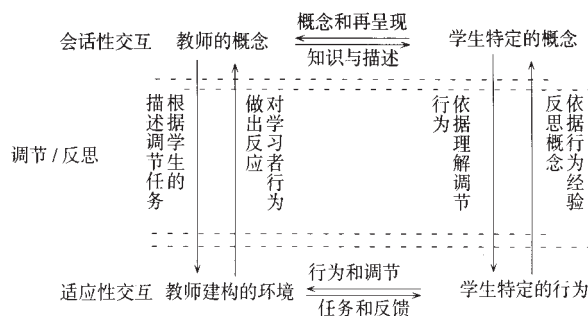 概念和再呈现
会话性交互 教师的概念 学生特定的概念
知识与描述
根据学生的
描述调节任务
对学习者行为
做出反应
依据理解调节
行为
依据行为经验
反思概念
调节/反思
行为和调节
适应性交互 教师建构的环境 学生特定的行为
任务和反馈